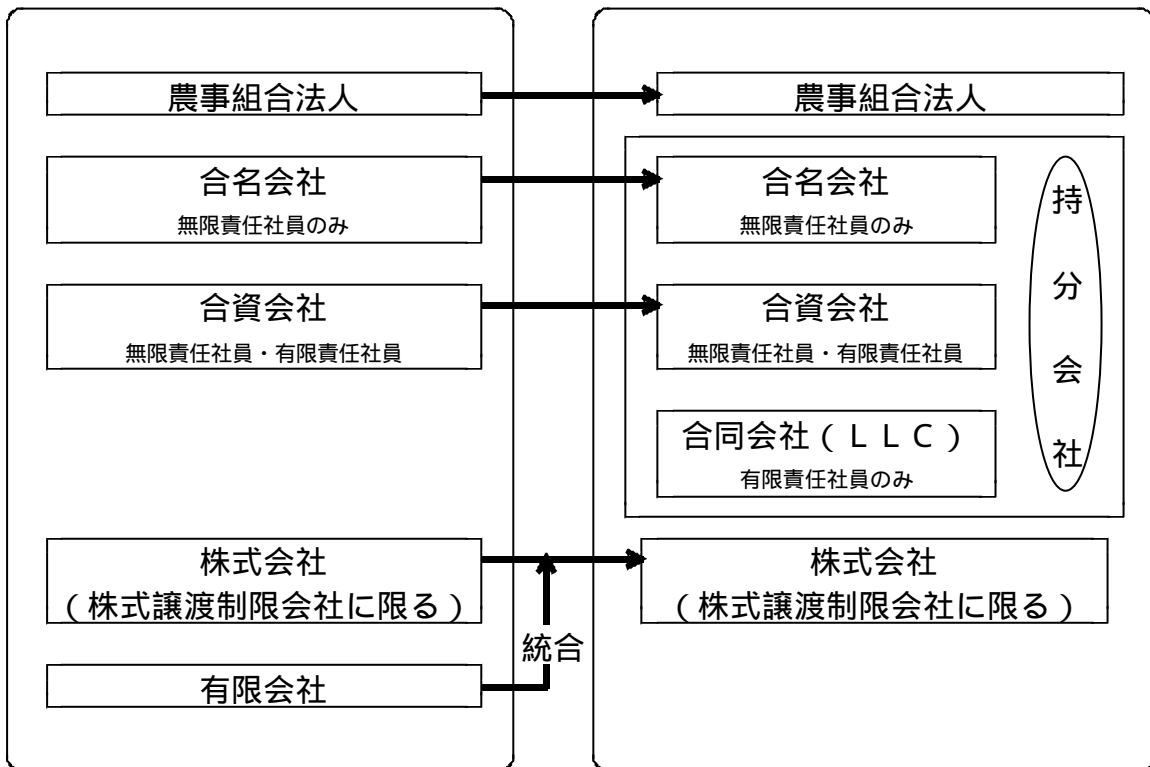 農事組合法人
合名会社
無限責任社員のみ
合資会社
無限責任社員・有限責任社員
株式会社
(株式譲渡制限会社に限る)
有限会社
統合
農事組合法人
合名会社
無限責任社員のみ
合資会社
無限責任社員・有限責任社員
合同会社(LLC)
有限責任社員のみ
持分会社
株式会社
(株式譲渡制限会社に限る)